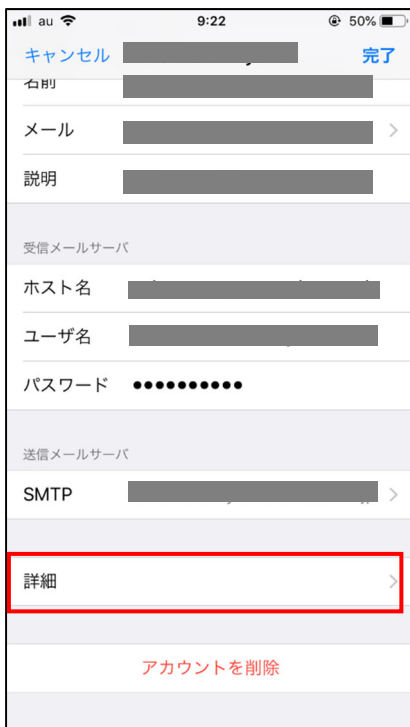 au 9:22 50%
キャンセル 完了
名前
メール
説明
受信メールサーバ
ホスト名
ユーザ名
パスワード ●●●●●●●●●●
送信メールサーバ
SMTP
詳細
アカウントを削除